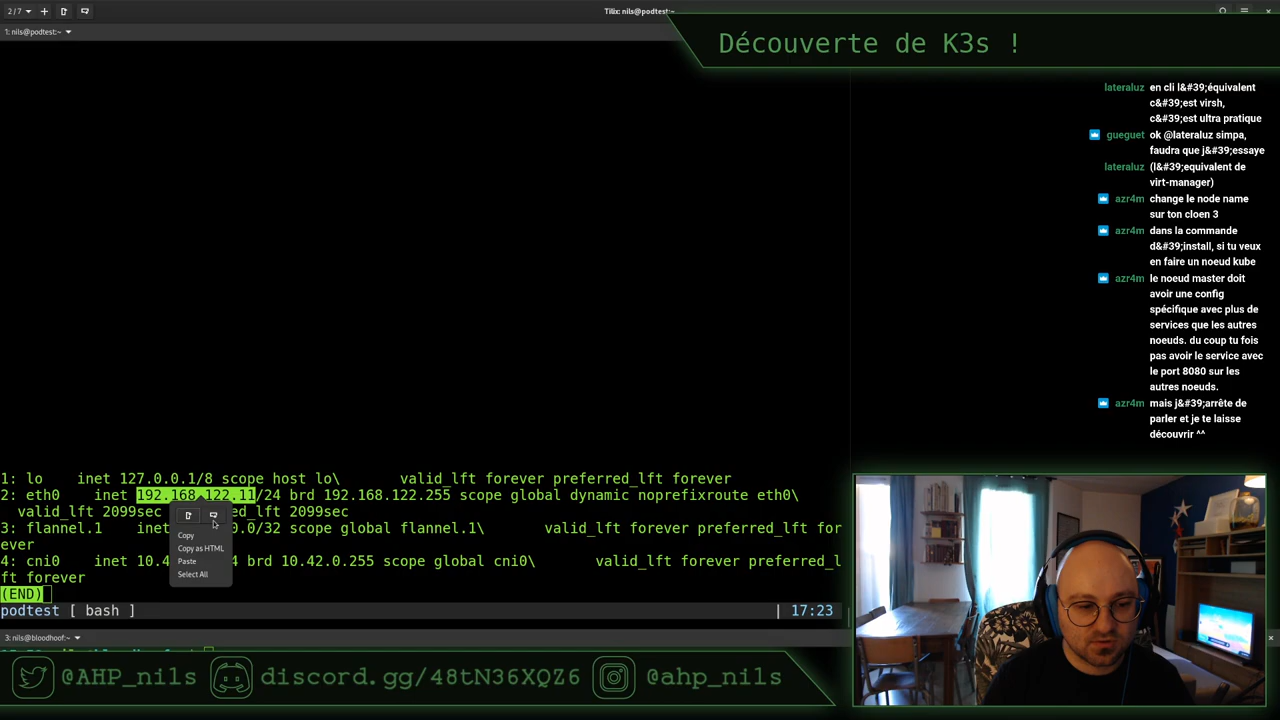 2/7
Tilix: nils@podtest:~
1: nils@podtest:~
Découverte de K3s !
lateraluz en cli l&#39;équivalent
c&#39;est virsh,
c&#39;est ultra pratique
gueguet ok @lateraluz simpa,
faudra que j&#39;essaye
lateraluz (l&#39;equivalent de
virt-manager)
azr4m change le node name
sur ton cloen 3
azr4m dans la commande
d&#39;install, si tu veux
en faire un noeud kube
azr4m le noeud master doit
avoir une config
spécifique avec plus de
services que les autres
noeuds. du coup tu fois
pas avoir le service avec
le port 8080 sur les
autres noeuds.
azr4m mais j&#39;arrête de
parler et je te laisse
découvrir ^^
1: lo    inet 127.0.0.1/8 scope host lo\       valid_lft forever preferred_lft forever
2: eth0    inet 192.168.122.11/24 brd 192.168.122.255 scope global dynamic noprefixroute eth0\
valid_lft 2099sec ed_lft 2099sec
3: flannel.1    inet 0.0/32 scope global flannel.1\       valid_lft forever preferred_lft for
ever
4: cni0    inet 10.4 4 brd 10.42.0.255 scope global cni0\       valid_lft forever preferred_l
ft forever
(END)
Copy
Copy as HTML
Paste
Select All
podtest [ bash ] | 17:23
3: nils@bloodhoof:~
@AHP_nils discord.gg/48tN36XQZ6 @ahp_nils